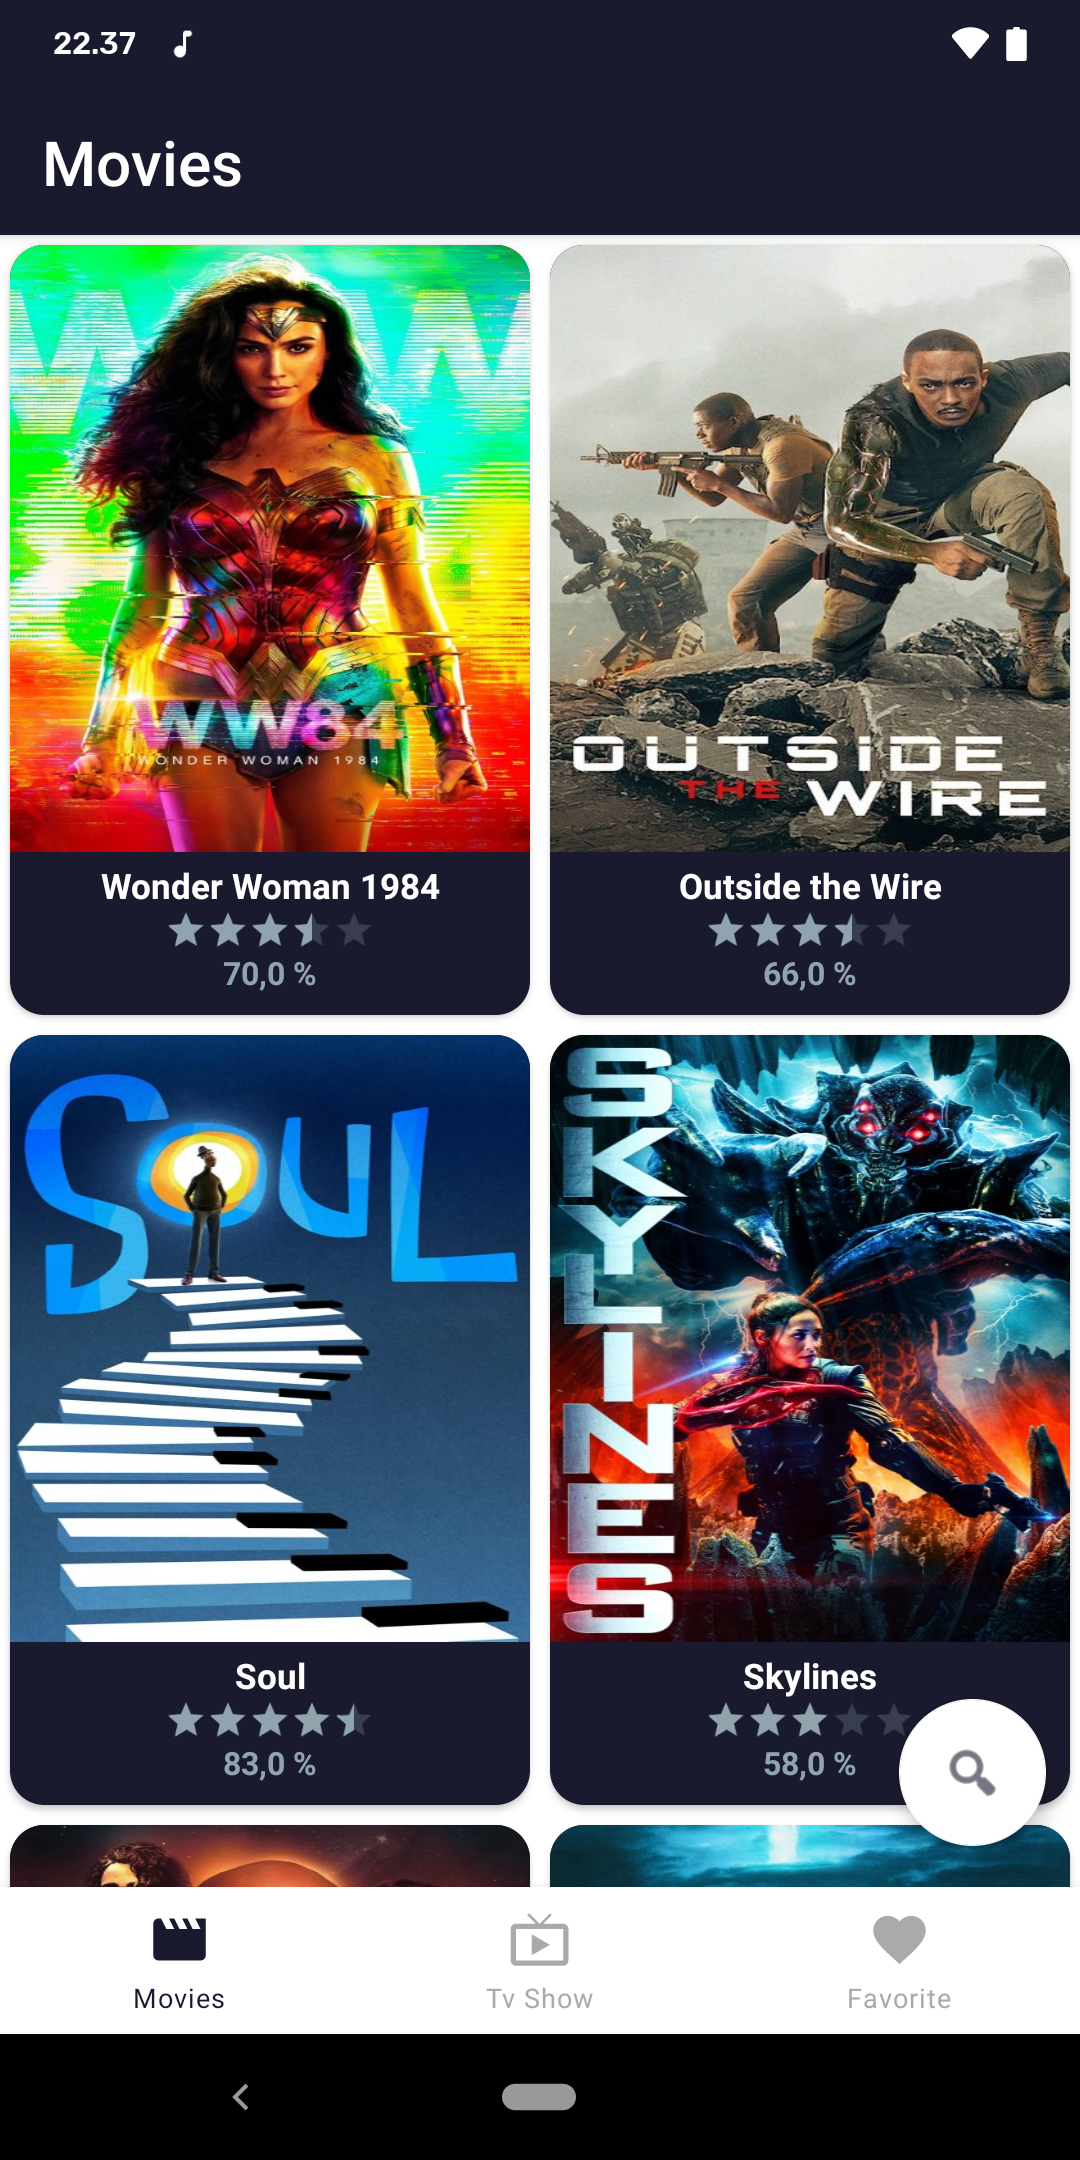 22.37
Movies
WW84
WONDER WOMAN 1984
Wonder Woman 1984
70,0 %
OUTSIDE
THE WIRE
Outside the Wire
66,0 %
SOUL
Soul
83,0 %
SKYLINES
Skylines
58,0 %
Movies
Tv Show
Favorite